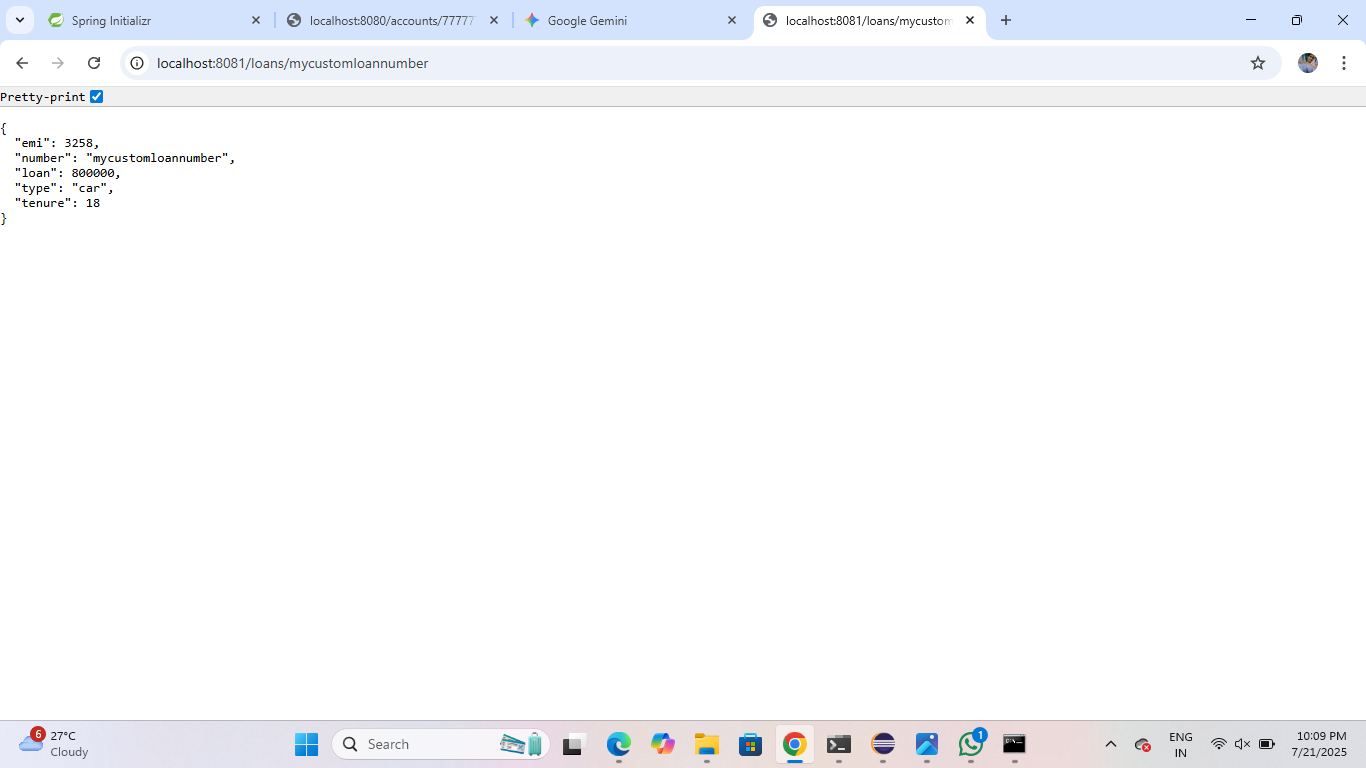 Spring Initializr
localhost:8080/accounts/77777
Google Gemini
localhost:8081/loans/mycustom
localhost:8081/loans/mycustomloannumber
Pretty-print
{
"emi": 3258,
"number": "mycustomloannumber",
"loan": 800000,
"type": "car",
"tenure": 18
}
6
27°C
Cloudy
Search
1
ENG
IN
10:09 PM
7/21/2025